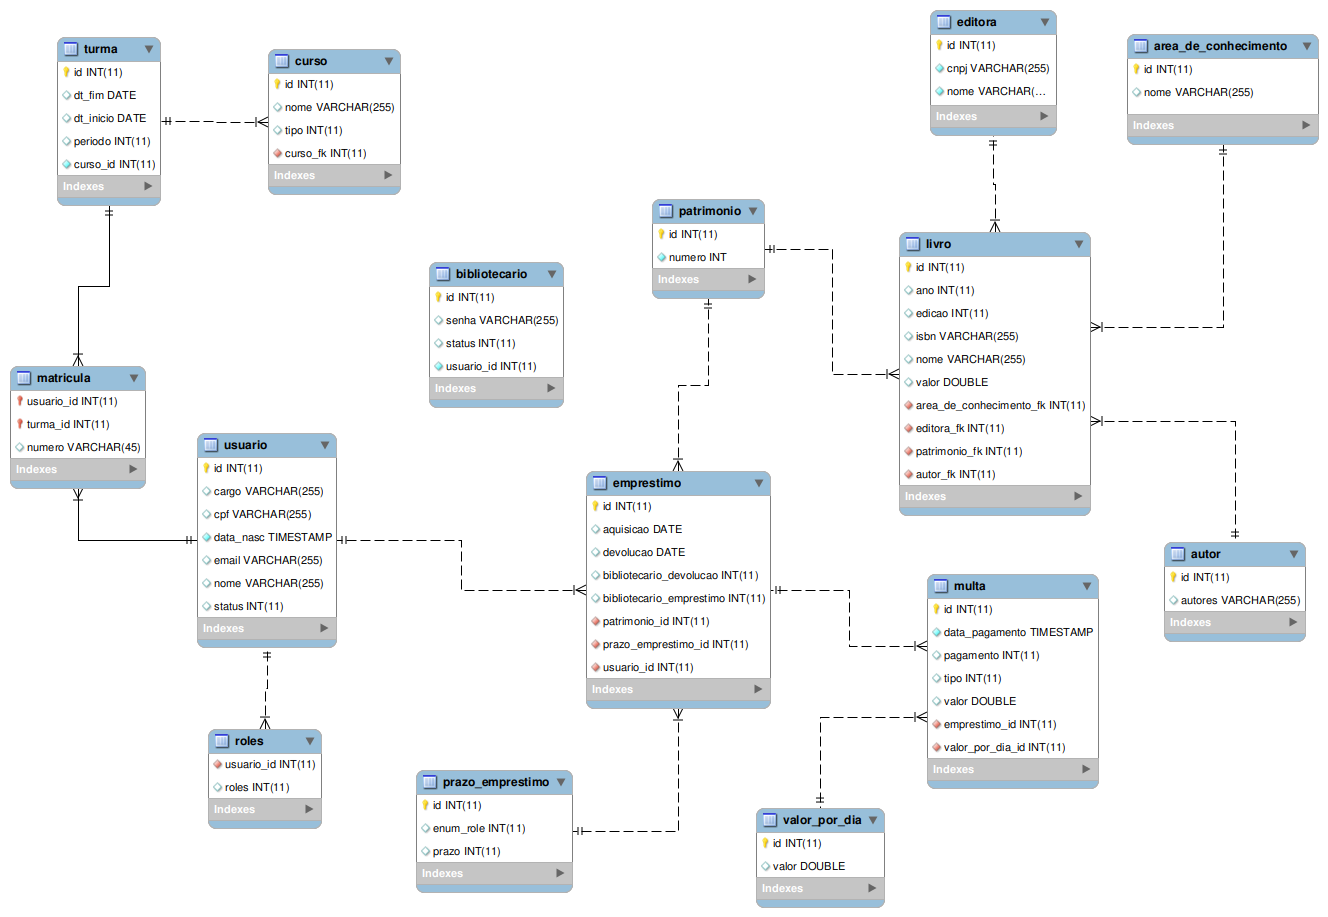 turma
id INT(11)
dt_fim DATE
dt_inicio DATE
periodo INT(11)
curso_id INT(11)
Indexes
curso
id INT(11)
nome VARCHAR(255)
tipo INT(11)
curso_fk INT(11)
Indexes
editora
id INT(11)
cnpj VARCHAR(255)
nome VARCHAR(...
Indexes
area_de_conhecimento
id INT(11)
nome VARCHAR(255)
Indexes
patrimonio
id INT(11)
numero INT
Indexes
livro
id INT(11)
ano INT(11)
edicao INT(11)
isbn VARCHAR(255)
nome VARCHAR(255)
valor DOUBLE
area_de_conhecimento_fk INT(11)
editora_fk INT(11)
patrimonio_fk INT(11)
autor_fk INT(11)
Indexes
bibliotecario
id INT(11)
senha VARCHAR(255)
status INT(11)
usuario_id INT(11)
Indexes
matricula
usuario_id INT(11)
turma_id INT(11)
numero VARCHAR(45)
Indexes
usuario
id INT(11)
cargo VARCHAR(255)
cpf VARCHAR(255)
data_nasc TIMESTAMP
email VARCHAR(255)
nome VARCHAR(255)
status INT(11)
Indexes
emprestimo
id INT(11)
aquisicao DATE
devolucao DATE
bibliotecario_devolucao INT(11)
bibliotecario_emprestimo INT(11)
patrimonio_id INT(11)
prazo_emprestimo_id INT(11)
usuario_id INT(11)
Indexes
autor
id INT(11)
autores VARCHAR(255)
Indexes
multa
id INT(11)
data_pagamento TIMESTAMP
pagamento INT(11)
tipo INT(11)
valor DOUBLE
emprestimo_id INT(11)
valor_por_dia_id INT(11)
Indexes
roles
usuario_id INT(11)
roles INT(11)
Indexes
prazo_emprestimo
id INT(11)
enum_role INT(11)
prazo INT(11)
Indexes
valor_por_dia
id INT(11)
valor DOUBLE
Indexes